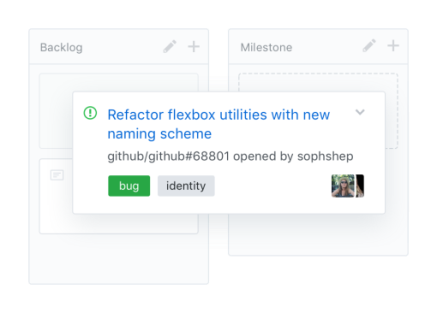 Backlog
Milestone
Refactor flexbox utilities with new
naming scheme
github/github#68801 opened by sophshep
bug
identity